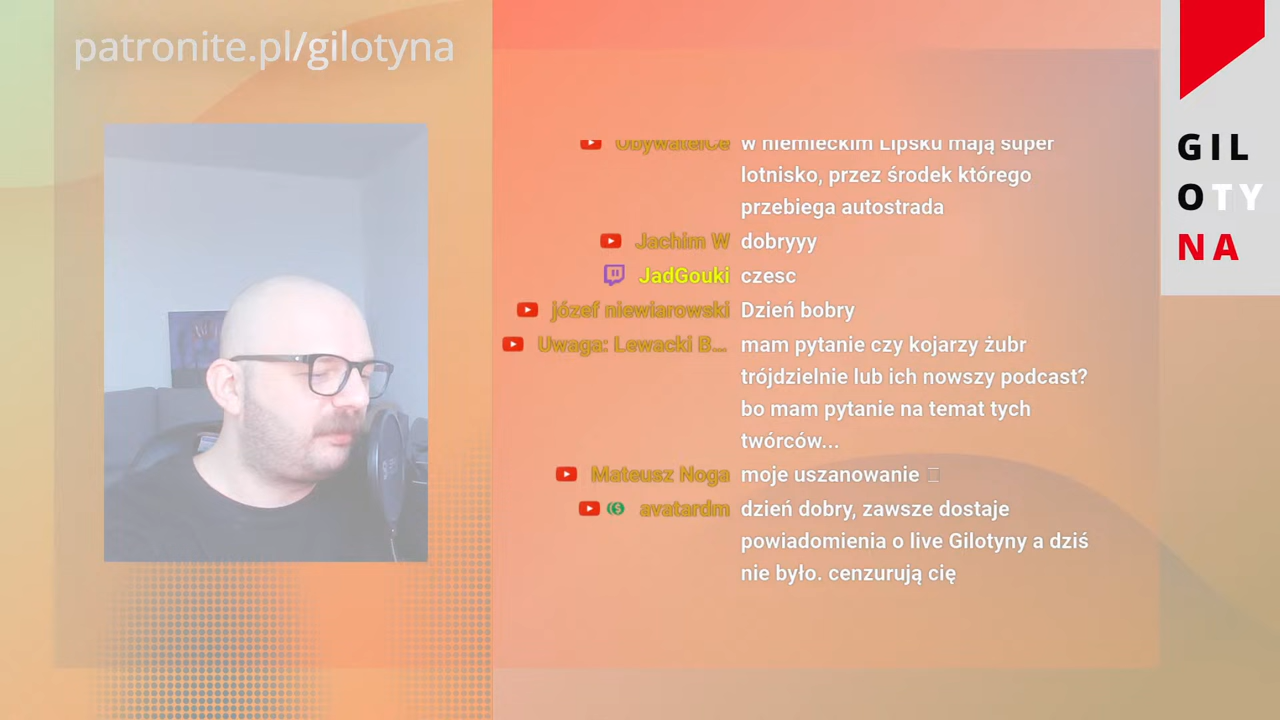 patronite.pl/gilotyna
w niemieckim Lipsku mają super
lotnisko, przez środek którego
przebiega autostrada
Jachim W dobryyy
JadGouki czesc
józef niewiarowski Dzień bobry
Uwaga: Lewacki B... mam pytanie czy kojarzy żubr
trójdzielnie lub ich nowszy podcast?
bo mam pytanie na temat tych
twórców...
Mateusz Noga moje uszanowanie
avatardm dzień dobry, zawsze dostaje
powiadomienia o live Gilotyny a dziś
nie było. cenzurują cię
GIL
OTY
NA